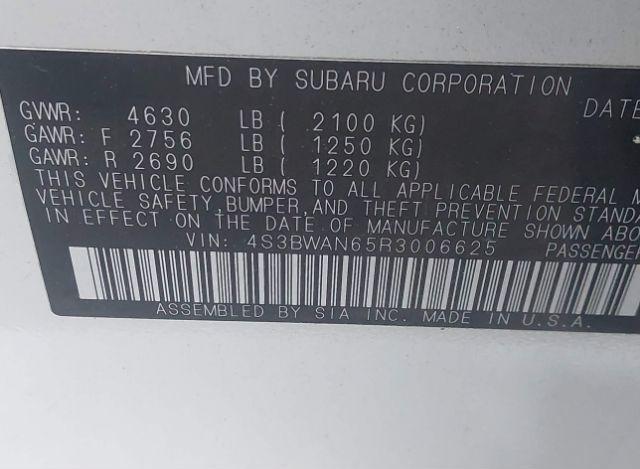 MFD BY SUBARU CORPORATION
DATE
GVWR: 4630 LB ( 2100 KG)
GAWR: F 2756 LB ( 1250 KG)
GAWR: R 2690 LB ( 1220 KG)
THIS VEHICLE CONFORMS TO ALL APPLICABLE FEDERAL M
VEHICLE SAFETY, BUMPER, AND THEFT PREVENTION STAND
IN EFFECT ON THE DATE OF MANUFACTURE SHOWN ABO
VIN: 4S3BWAN65R3006625 PASSENGER
ASSEMBLED BY SIA INC. MADE IN U.S.A.